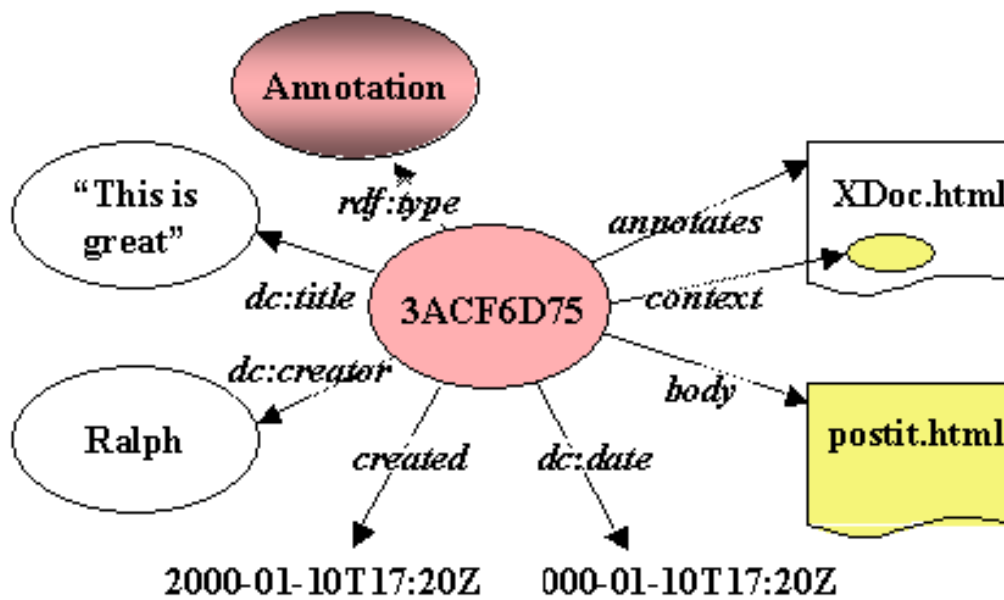 Annotation
rdf:type
"This is
great"
dc:title
annotates
XDoc.html
context
3ACF6D75
dc:creator
Ralph
body
postit.html
created
dc:date
2000-01-10T17:20Z
000-01-10T17:20Z